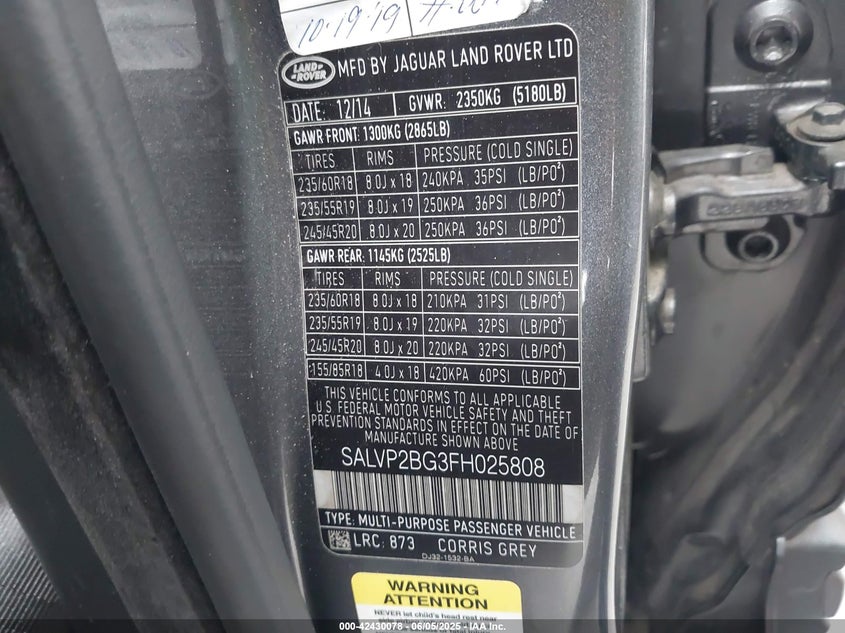 10-19-19
LAND ROVER MFD BY JAGUAR LAND ROVER LTD
DATE: 12/14 GVWR: 2350KG (5180LB)
GAWR FRONT: 1300KG (2865LB)
TIRES RIMS PRESSURE (COLD SINGLE)
235/60R18 8.0J x 18 240KPA 35PSI (LB/PO²)
235/55R19 8.0J x 19 250KPA 36PSI (LB/PO²)
245/45R20 8.0J x 20 250KPA 36PSI (LB/PO²)
GAWR REAR: 1145KG (2525LB)
TIRES RIMS PRESSURE (COLD SINGLE)
235/60R18 8.0J x 18 210KPA 31PSI (LB/PO²)
235/55R19 8.0J x 19 220KPA 32PSI (LB/PO²)
245/45R20 8.0J x 20 220KPA 32PSI (LB/PO²)
155/85R18 4.0J x 18 420KPA 60PSI (LB/PO²)
THIS VEHICLE CONFORMS TO ALL APPLICABLE
U.S. FEDERAL MOTOR VEHICLE SAFETY AND THEFT
PREVENTION STANDARDS IN EFFECT ON THE DATE OF
MANUFACTURE SHOWN ABOVE
SALVP2BG3FH025808
TYPE: MULTI-PURPOSE PASSENGER VEHICLE
LRC: 873 CORRIS GREY
DJ32-1532-BA
WARNING
ATTENTION
NEVER let child's head rest near
000-42430078 - 06/05/2025 - IAA Inc.